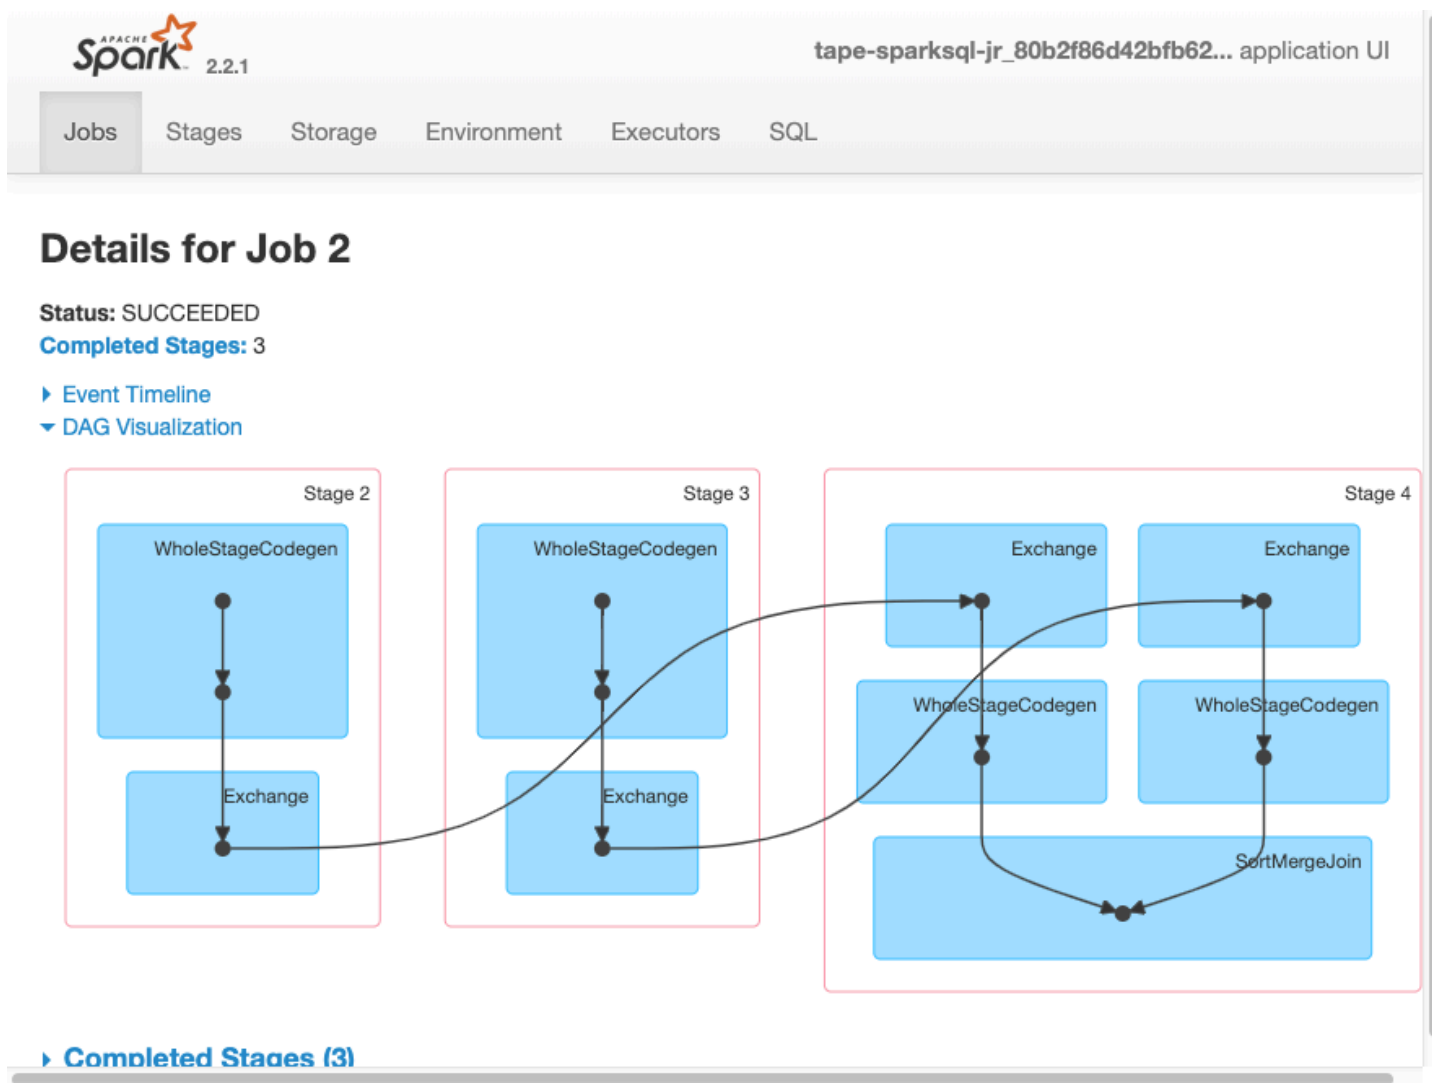 APACHE
Spark 2.2.1
tape-sparksql-jr_80b2f86d42bfb62... application UI
Jobs Stages Storage Environment Executors SQL
Details for Job 2
Status: SUCCEEDED
Completed Stages: 3
Event Timeline
DAG Visualization
Stage 2 Stage 3 Stage 4
WholeStageCodegen WholeStageCodegen Exchange Exchange
WholeStageCodegen WholeStageCodegen
Exchange Exchange
SortMergeJoin
Completed Stages (3)